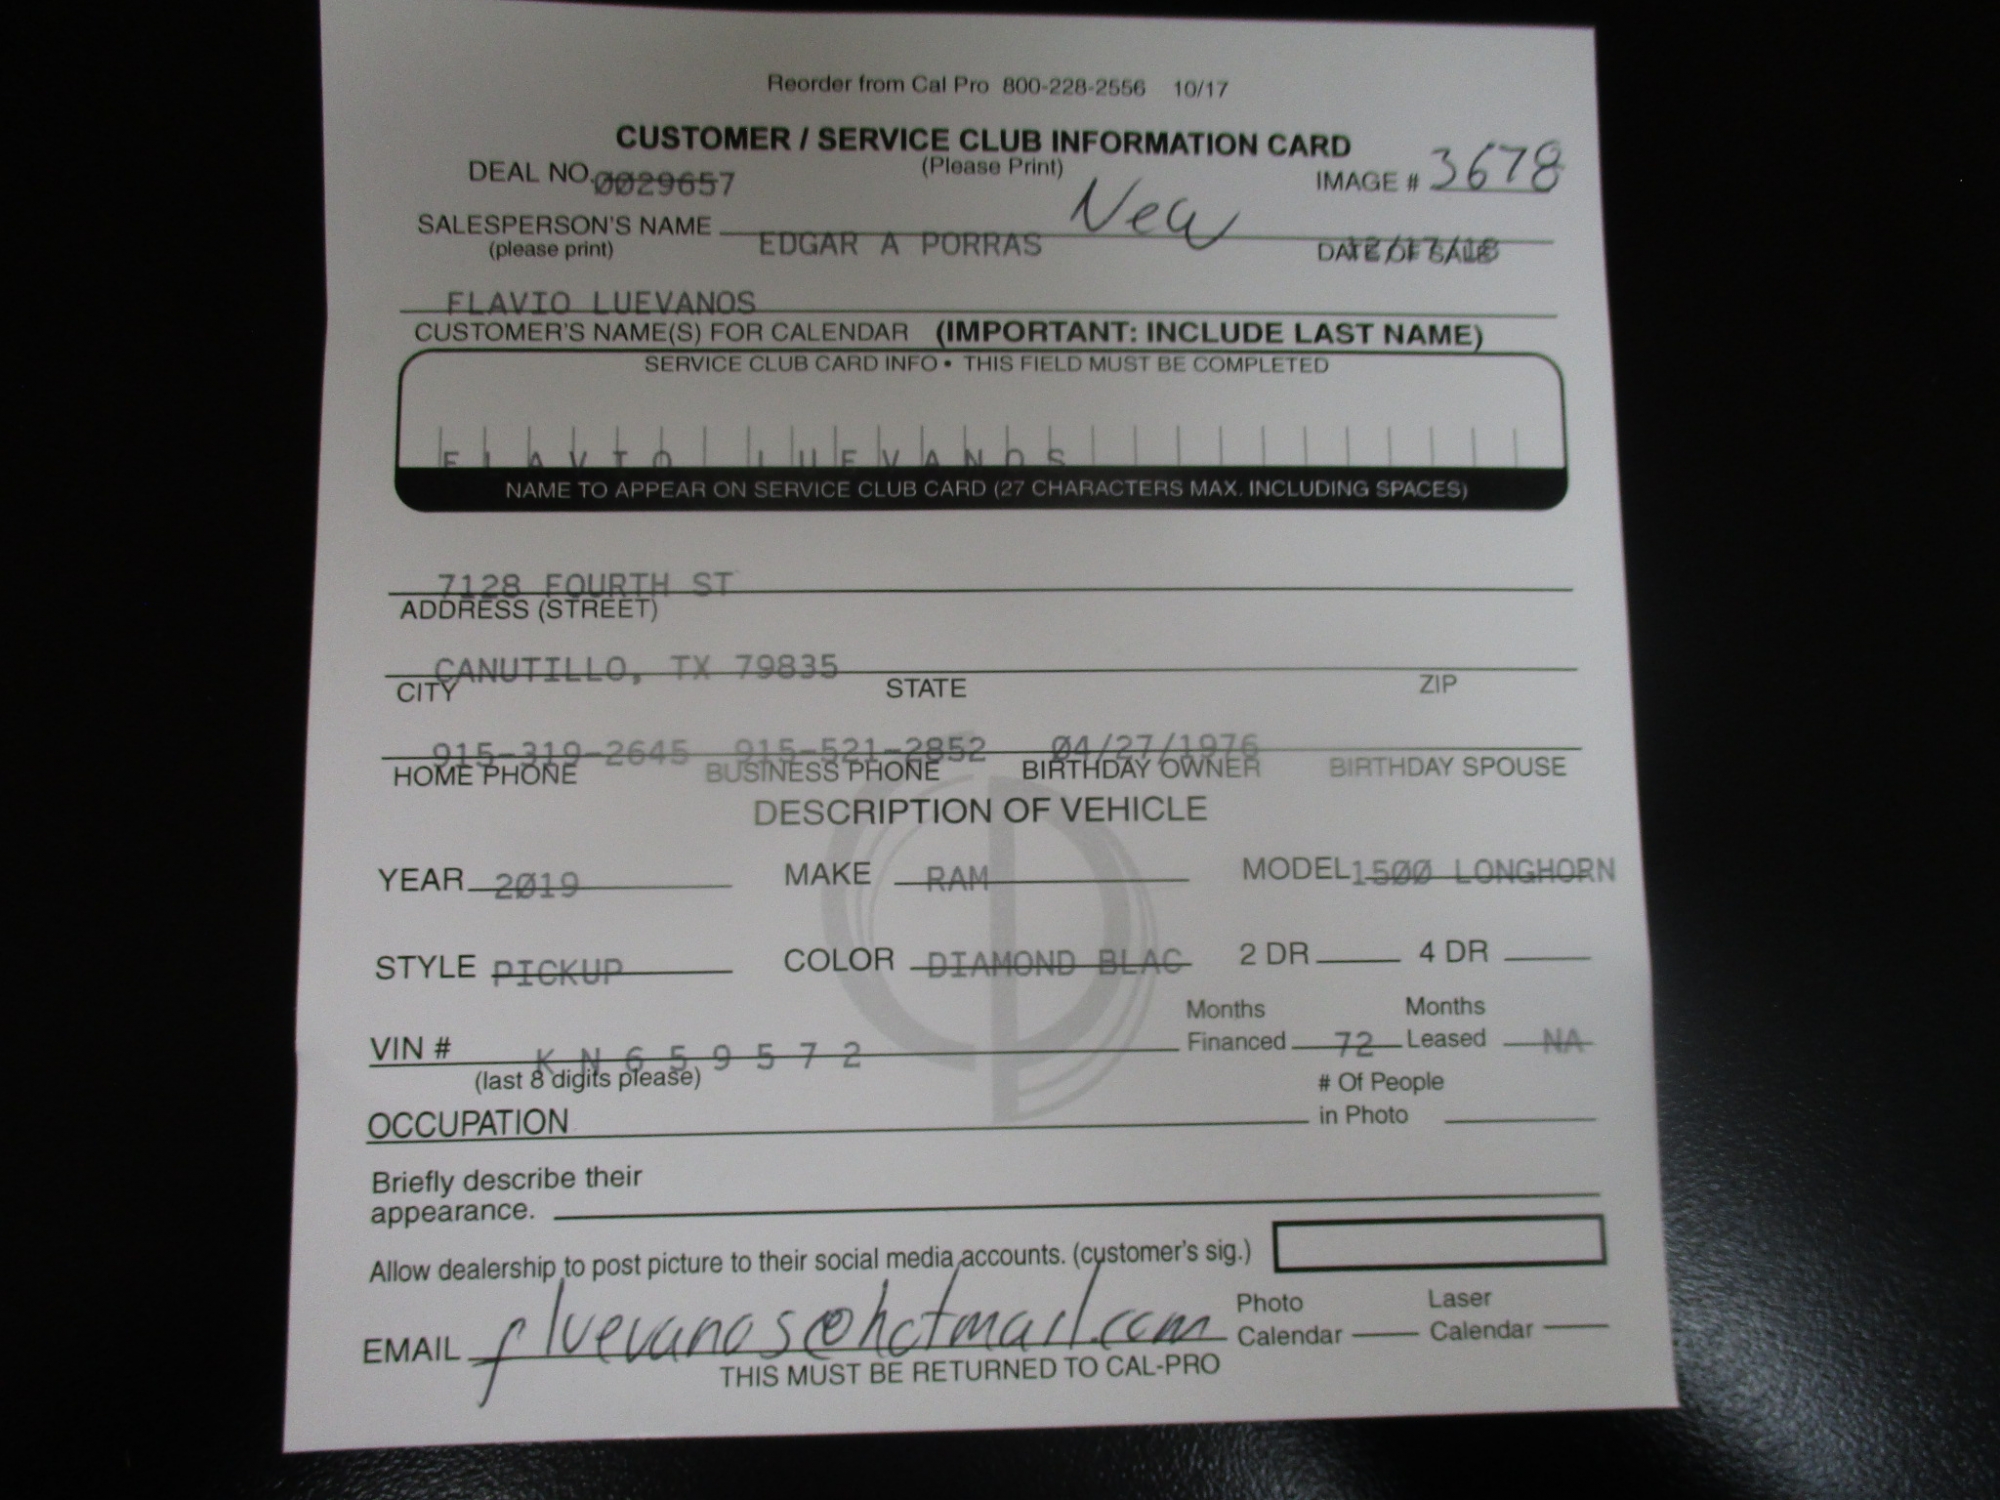 Reorder from Cal Pro 800-228-2556 10/17
CUSTOMER / SERVICE CLUB INFORMATION CARD
(Please Print)
DEAL NO. 0029657
IMAGE # 3678
New
SALESPERSON'S NAME EDGAR A PORRAS
(please print)
DATE OF SALE
FLAVIO LUEVANOS
CUSTOMER'S NAME(S) FOR CALENDAR (IMPORTANT: INCLUDE LAST NAME)
SERVICE CLUB CARD INFO • THIS FIELD MUST BE COMPLETED
FLAVIO LUEVANOS
NAME TO APPEAR ON SERVICE CLUB CARD (27 CHARACTERS MAX. INCLUDING SPACES)
7128 FOURTH ST
ADDRESS (STREET)
CANUTILLO, TX 79835
CITY STATE ZIP
915-319-2645 915-521-2852 04/27/1976
HOME PHONE BUSINESS PHONE BIRTHDAY OWNER BIRTHDAY SPOUSE
DESCRIPTION OF VEHICLE
YEAR 2019 MAKE RAM MODEL 1500 LONGHORN
STYLE PICKUP COLOR DIAMOND BLAC 2 DR 4 DR
VIN # KN659572
(last 8 digits please)
Months Financed 72
Months Leased NA
OCCUPATION
# Of People in Photo
Briefly describe their
appearance.
Allow dealership to post picture to their social media accounts. (customer's sig.)
EMAIL fluevanos@hotmail.com
Photo Calendar
Laser Calendar
THIS MUST BE RETURNED TO CAL-PRO